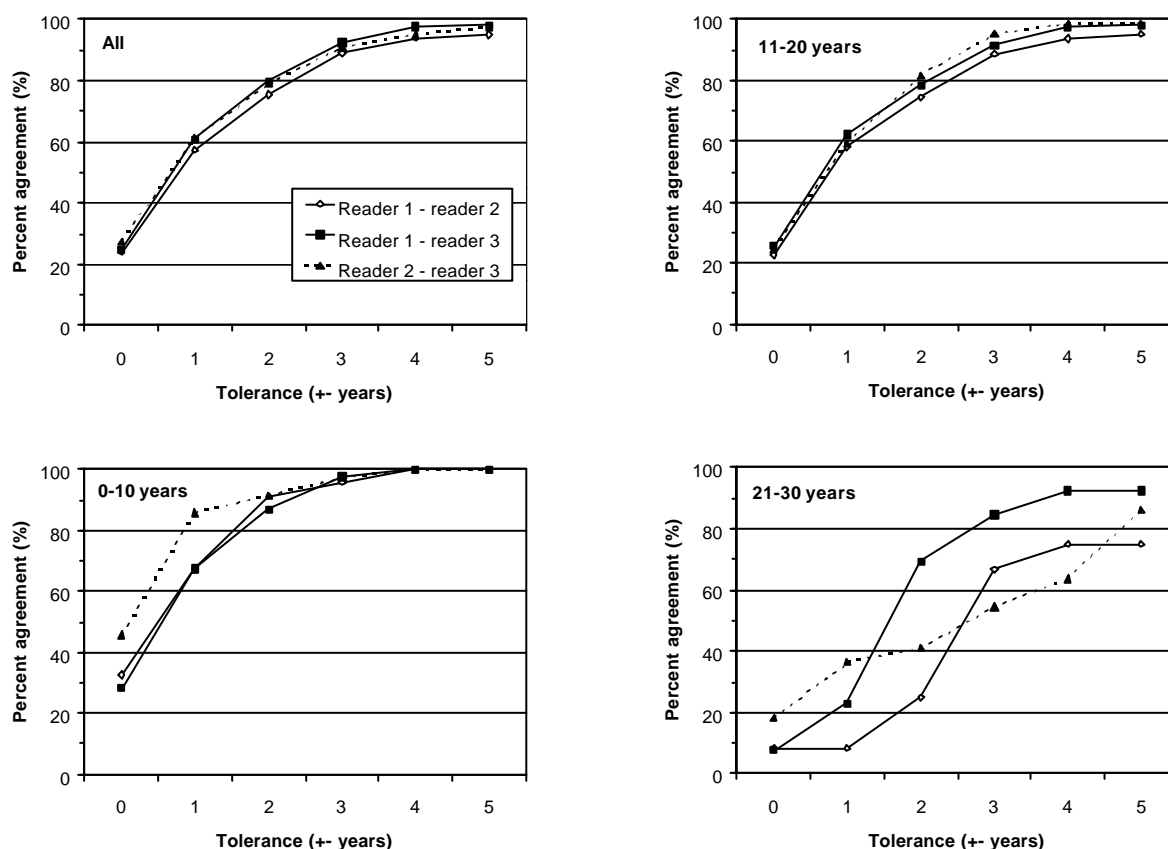 All
Percent agreement (%)
100
80
60
40
20
0
Reader 1 - reader 2
Reader 1 - reader 3
Reader 2 - reader 3
0 1 2 3 4 5
Tolerance (+- years)
11-20 years
Percent agreement (%)
100
80
60
40
20
0
0 1 2 3 4 5
Tolerance (+- years)
0-10 years
Percent agreement (%)
100
80
60
40
20
0
0 1 2 3 4 5
Tolerance (+- years)
21-30 years
Percent agreement (%)
100
80
60
40
20
0
0 1 2 3 4 5
Tolerance (+- years)